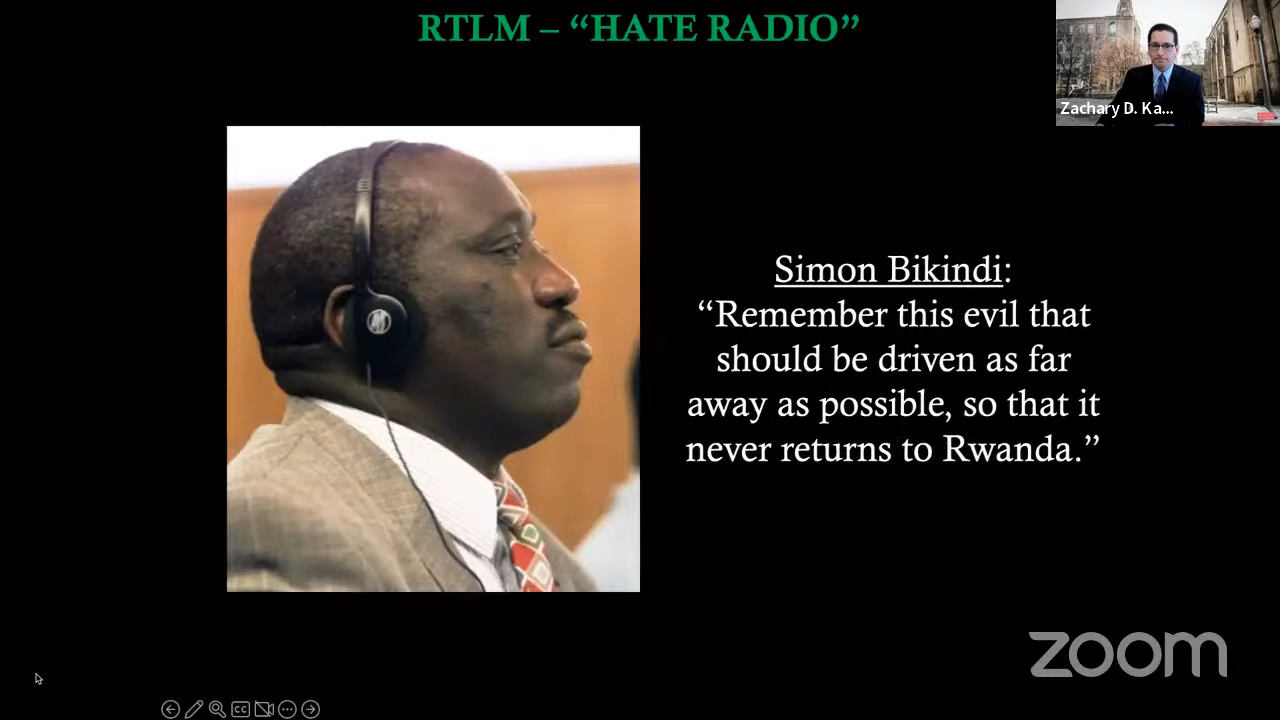 RTLM – “HATE RADIO”
Zachary D. Ka...
Simon Bikindi:
“Remember this evil that
should be driven as far
away as possible, so that it
never returns to Rwanda.”
zoom
CC